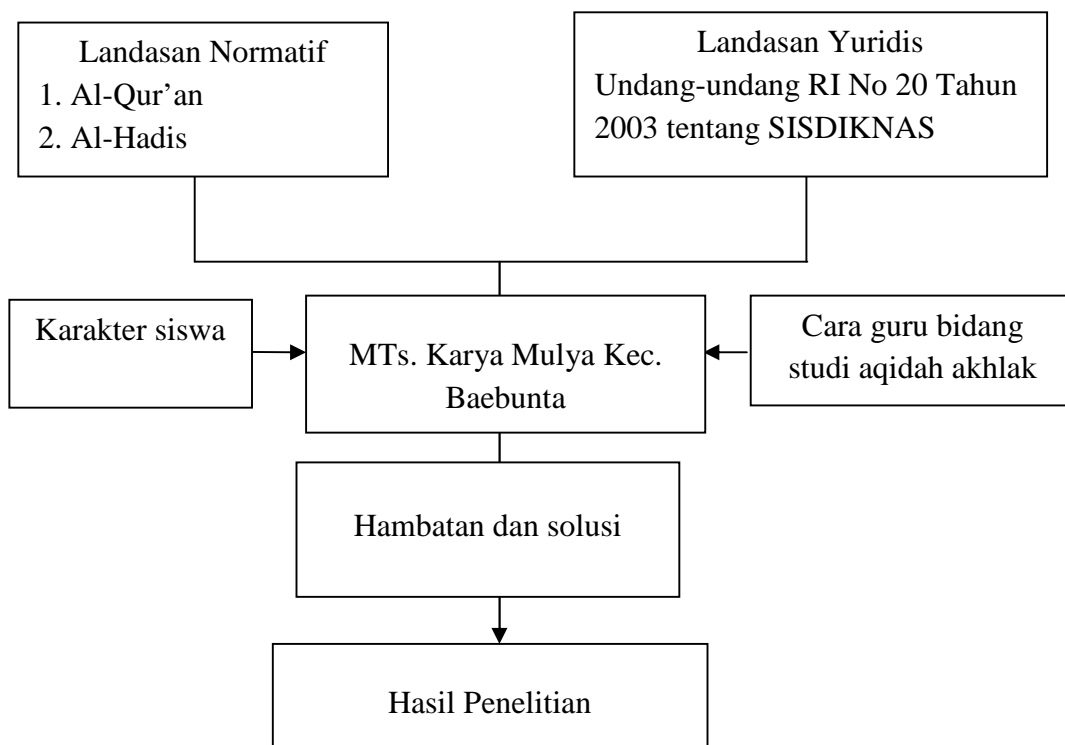 Landasan Normatif
1. Al-Qur’an
2. Al-Hadis
Landasan Yuridis
Undang-undang RI No 20 Tahun
2003 tentang SISDIKNAS
Karakter siswa
MTs. Karya Mulya Kec.
Baebunta
Cara guru bidang
studi aqidah akhlak
Hambatan dan solusi
Hasil Penelitian